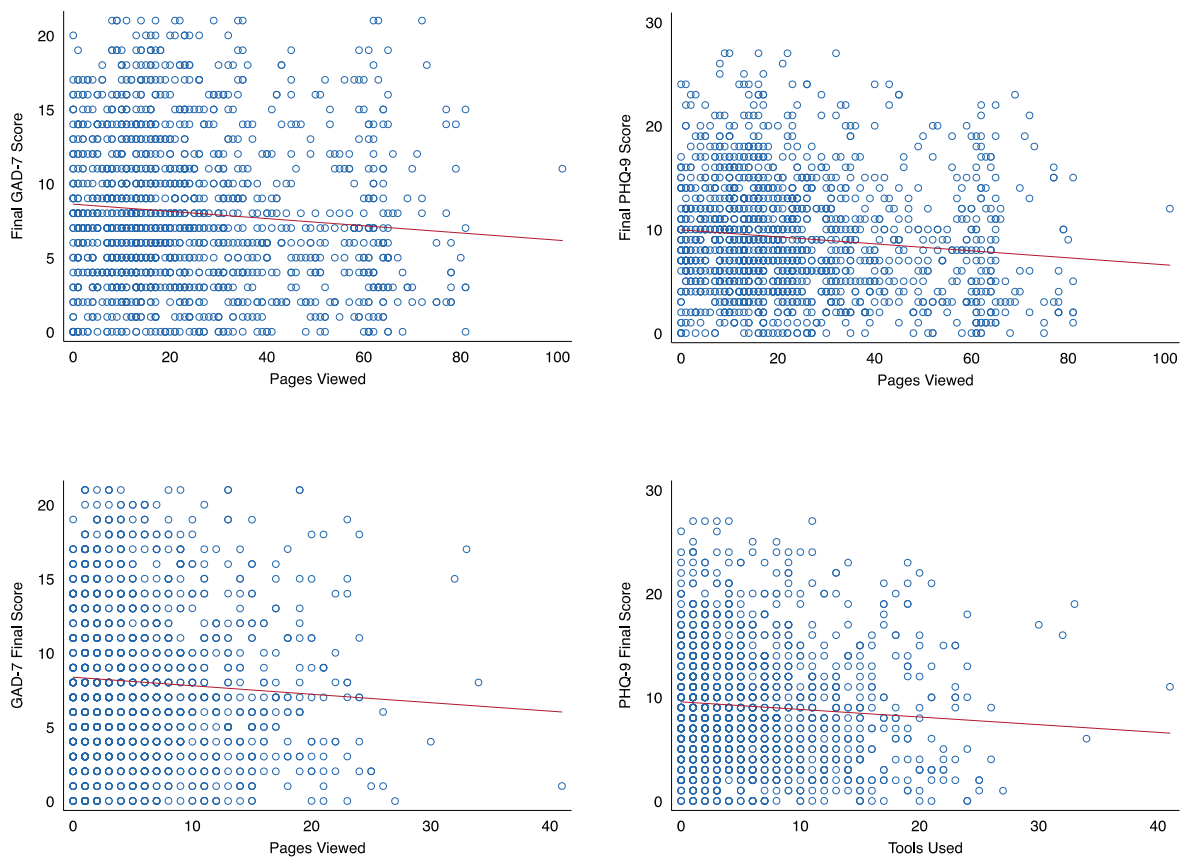 Final GAD-7 Score
20
15
10
5
0
0 20 40 60 80 100
Pages Viewed
Final PHQ-9 Score
30
20
10
0
0 20 40 60 80 100
Pages Viewed
GAD-7 Final Score
20
15
10
5
0
0 10 20 30 40
Pages Viewed
PHQ-9 Final Score
30
20
10
0
0 10 20 30 40
Tools Used